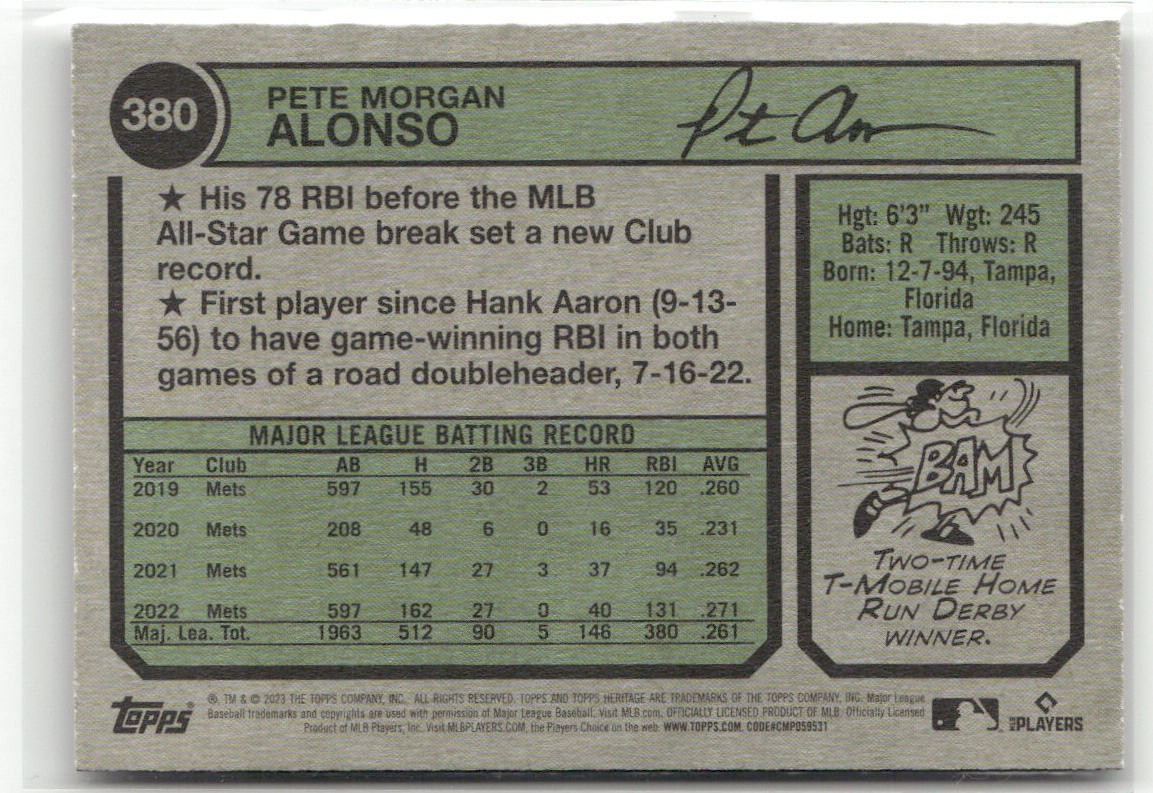 380
PETE MORGAN
ALONSO
Pete Alonso
★ His 78 RBI before the MLB
All-Star Game break set a new Club
record.
★ First player since Hank Aaron (9-13-
56) to have game-winning RBI in both
games of a road doubleheader, 7-16-22.
Hgt: 6'3" Wgt: 245
Bats: R Throws: R
Born: 12-7-94, Tampa,
Florida
Home: Tampa, Florida
MAJOR LEAGUE BATTING RECORD
Year Club AB H 2B 3B HR RBI AVG
2019 Mets 597 155 30 2 53 120 .260
2020 Mets 208 48 6 0 16 35 .231
2021 Mets 561 147 27 3 37 94 .262
2022 Mets 597 162 27 0 40 131 .271
Maj. Lea. Tot. 1963 512 90 5 146 380 .261
BAM
TWO-TIME
T-MOBILE HOME
RUN DERBY
WINNER.
TOPPS
®, TM & © 2023 THE TOPPS COMPANY, INC. ALL RIGHTS RESERVED. TOPPS AND TOPPS HERITAGE ARE TRADEMARKS OF THE TOPPS COMPANY, INC. Major League
Baseball trademarks and copyrights are used with permission of Major League Baseball. Visit MLB.com. OFFICIALLY LICENSED PRODUCT OF MLB. Officially Licensed
Product of MLB Players, Inc. Visit MLBPLAYERS.COM, the Players Choice on the web. WWW.TOPPS.COM. CODE#CMP059531
MLB PLAYERS